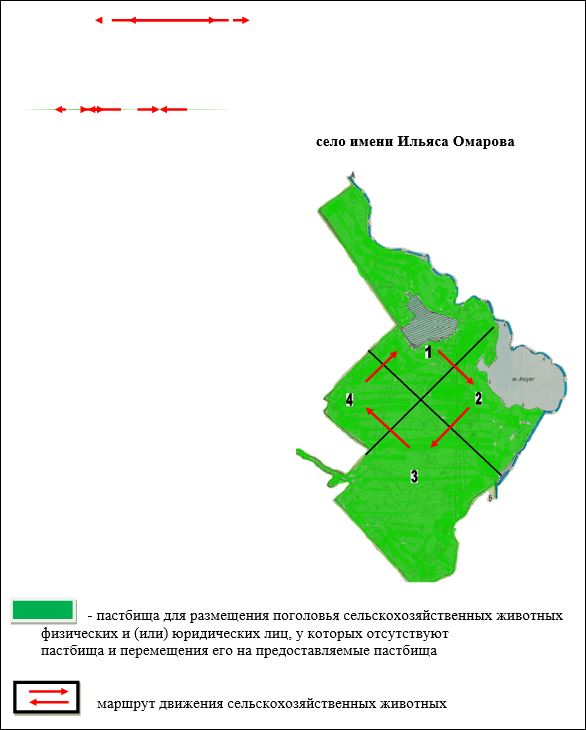 село имени Ильяса Омарова
А
1
2
4
3
Б
- пастбища для размещения поголовья сельскохозяйственных животных
физических и (или) юридических лиц, у которых отсутствуют
пастбища и перемещения его на предоставляемые пастбища
маршрут движения сельскохозяйственных животных